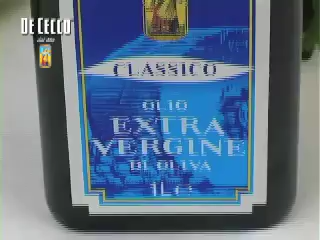 DE CECCO
CLASSICO
OLIO
EXTRA
VERGINE
DI OLIVA
1L e